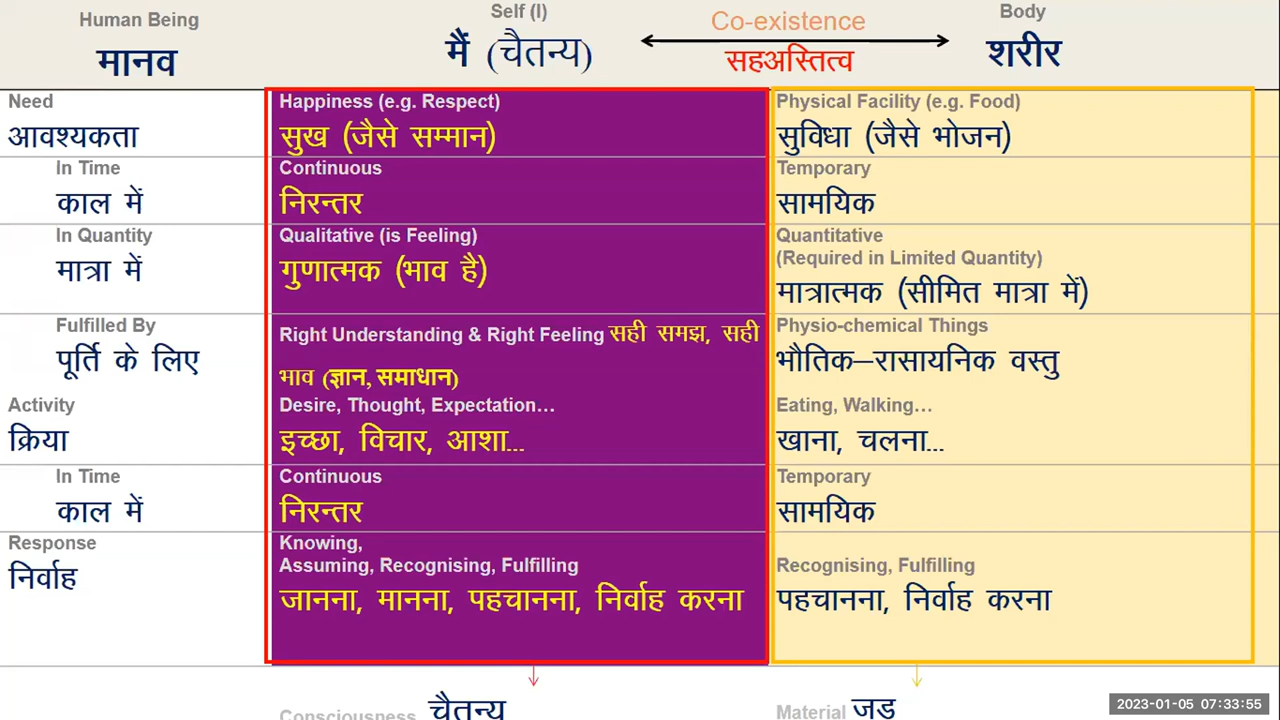 Human Being
मानव
Self (I)
मैं (चैतन्य)
Co-existence
सहअस्तित्व
Body
शरीर
Need
आवश्यकता
Happiness (e.g. Respect)
सुख (जैसे सम्मान)
Physical Facility (e.g. Food)
सुविधा (जैसे भोजन)
In Time
काल में
Continuous
निरन्तर
Temporary
सामयिक
In Quantity
मात्रा में
Qualitative (is Feeling)
गुणात्मक (भाव है)
Quantitative
(Required in Limited Quantity)
मात्रात्मक (सीमित मात्रा में)
Fulfilled By
पूर्ति के लिए
Right Understanding & Right Feeling सही समझ, सही
भाव (ज्ञान, समाधान)
Physio-chemical Things
भौतिक–रासायनिक वस्तु
Activity
क्रिया
Desire, Thought, Expectation…
इच्छा, विचार, आशा...
Eating, Walking…
खाना, चलना...
In Time
काल में
Continuous
निरन्तर
Temporary
सामयिक
Response
निर्वाह
Knowing,
Assuming, Recognising, Fulfilling
जानना, मानना, पहचानना, निर्वाह करना
Recognising, Fulfilling
पहचानना, निर्वाह करना
Consciousness चैतन्य
Material जड़
2023-01-05 07:33:55